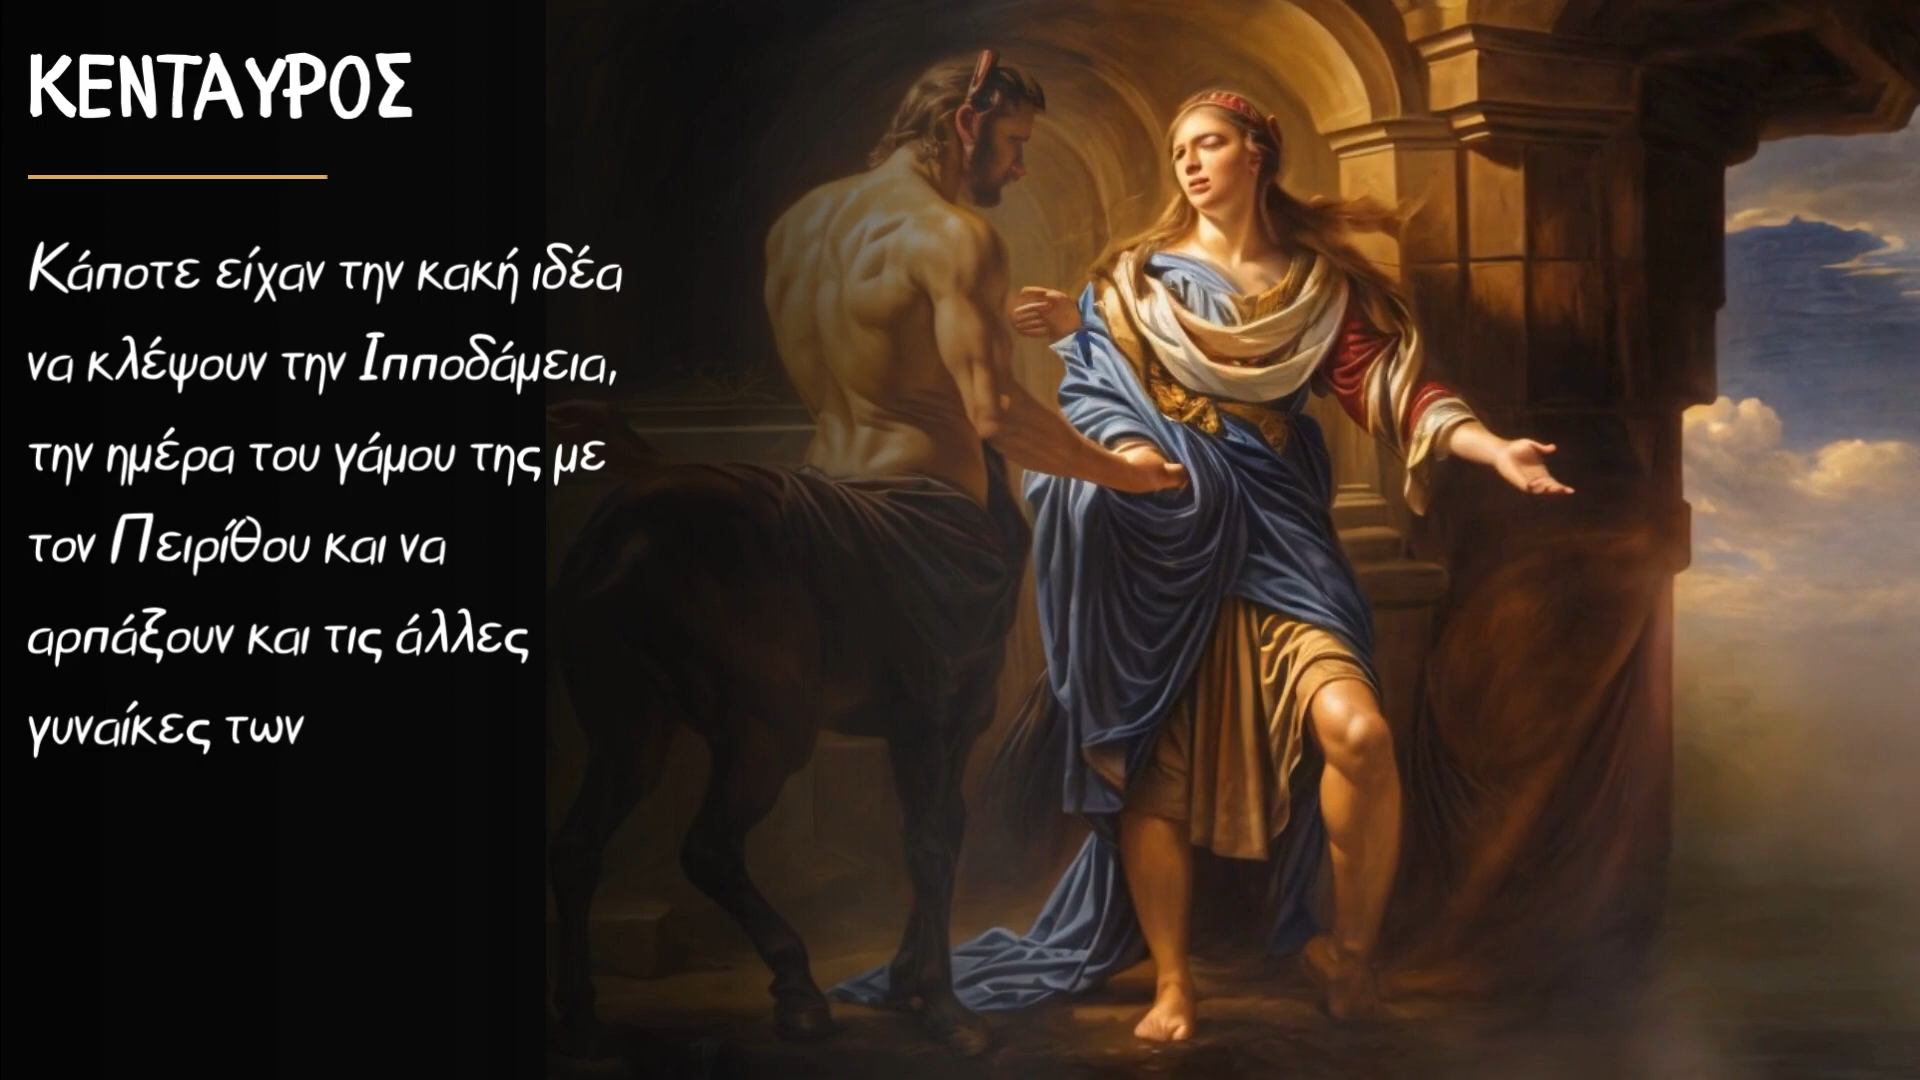 ΚΕΝΤΑΥΡΟΣ
Κάποτε είχαν την κακή ιδέα
να κλέψουν την Ιπποδάμεια,
την ημέρα του γάμου της με
τον Πειρίθου και να
αρπάξουν και τις άλλες
γυναίκες των